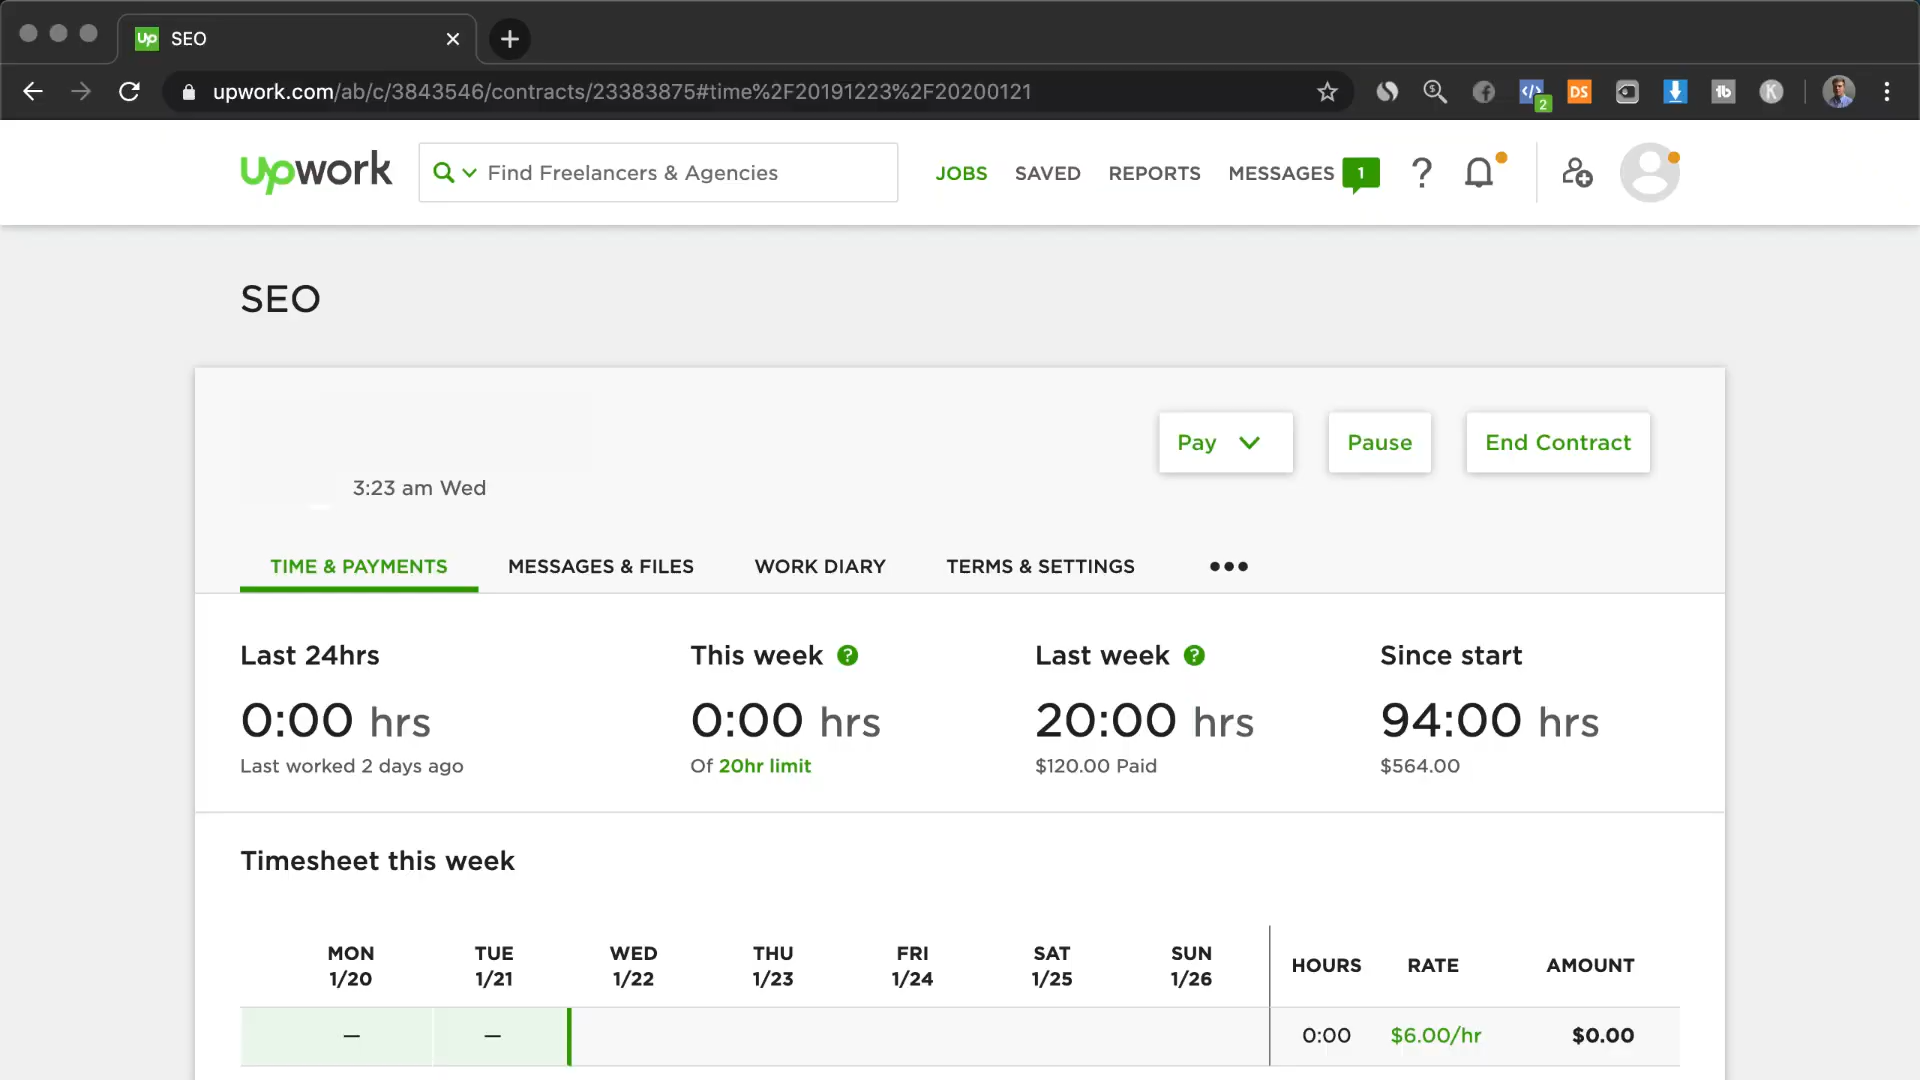 Up SEO
upwork.com/ab/c/3843546/contracts/23383875#time%2F20191223%2F20200121
2
DS
K
upwork
Find Freelancers & Agencies
JOBS SAVED REPORTS MESSAGES 1 ?
SEO
Pay Pause End Contract
3:23 am Wed
TIME & PAYMENTS MESSAGES & FILES WORK DIARY TERMS & SETTINGS
Last 24hrs This week ? Last week ? Since start
0:00 hrs 0:00 hrs 20:00 hrs 94:00 hrs
Last worked 2 days ago Of 20hr limit $120.00 Paid $564.00
Timesheet this week
MON TUE WED THU FRI SAT SUN
1/20 1/21 1/22 1/23 1/24 1/25 1/26
HOURS RATE AMOUNT
– – 0:00 $6.00/hr $0.00